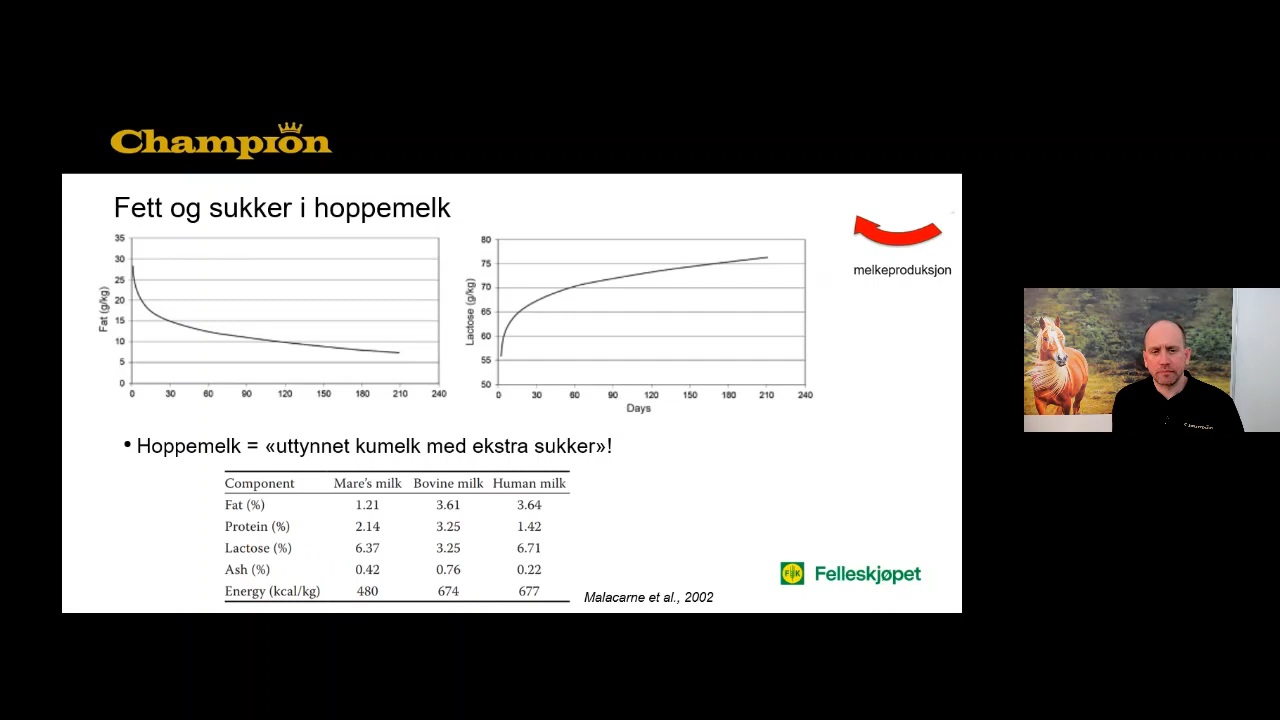 Champion
Fett og sukker i hoppemelk
35
30
25
20
15
10
5
0
Fat (g/kg)
0 30 60 90 120 150 180 210 240
80
75
70
65
60
55
50
Lactose (g/kg)
0 30 60 90 120 150 180 210 240
Days
melkeproduksjon
• Hoppemelk = «uttynnet kumelk med ekstra sukker»!
Component Mare's milk Bovine milk Human milk
Fat (%) 1.21 3.61 3.64
Protein (%) 2.14 3.25 1.42
Lactose (%) 6.37 3.25 6.71
Ash (%) 0.42 0.76 0.22
Energy (kcal/kg) 480 674 677
Malacarne et al., 2002
FK Felleskjøpet
Champion